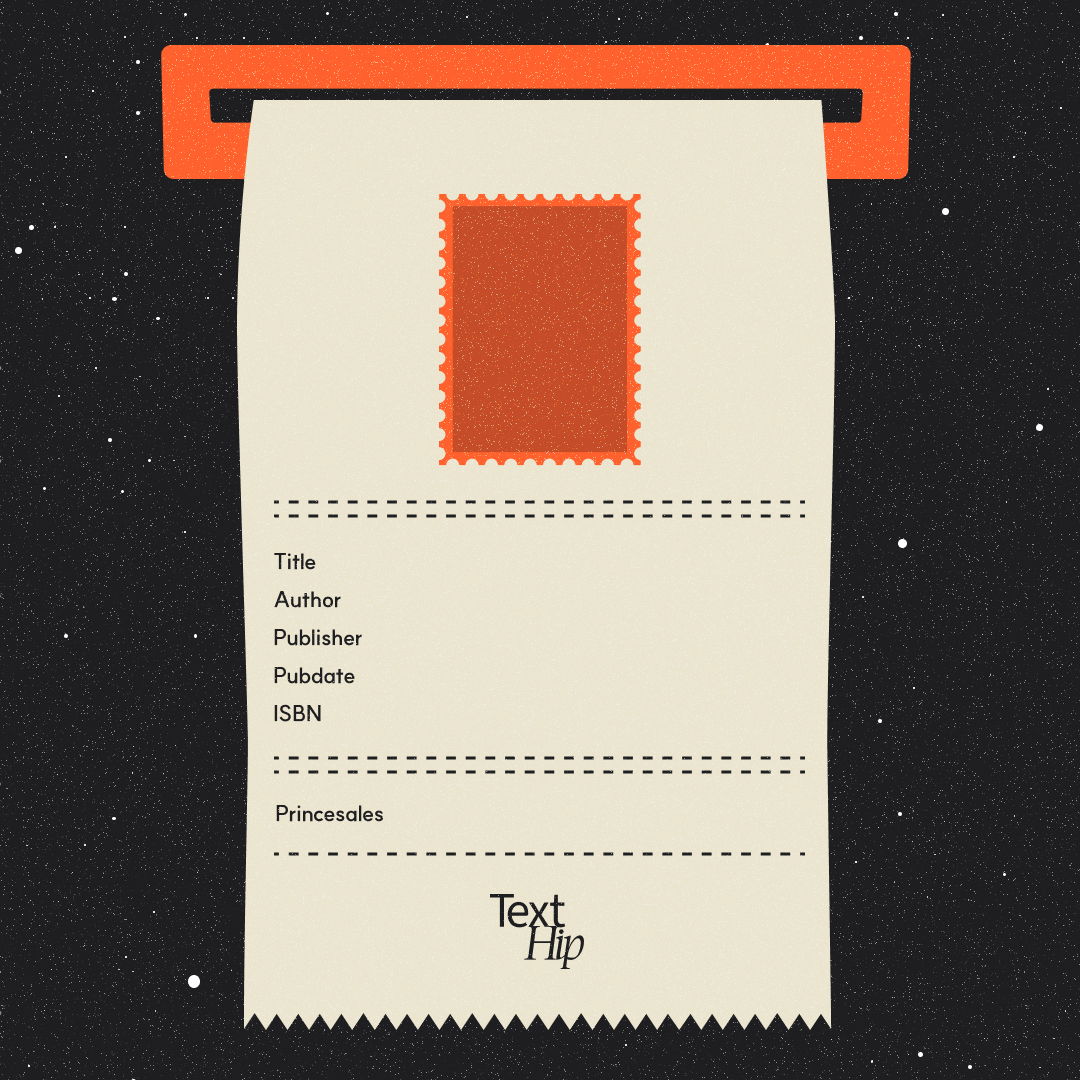 Title
Author
Publisher
Pubdate
ISBN
Princesales
Text
Hip